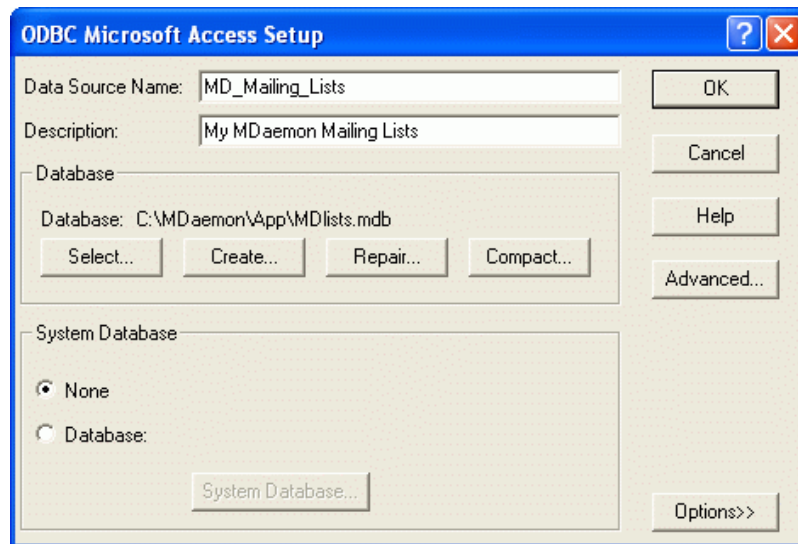 ODBC Microsoft Access Setup
Data Source Name: MD_Mailing_Lists
OK
Description: My MDaemon Mailing Lists
Cancel
Database
Database: C:\MDaemon\App\MDlists.mdb
Help
Select... Create... Repair... Compact...
Advanced...
System Database
None
Database:
System Database...
Options>>